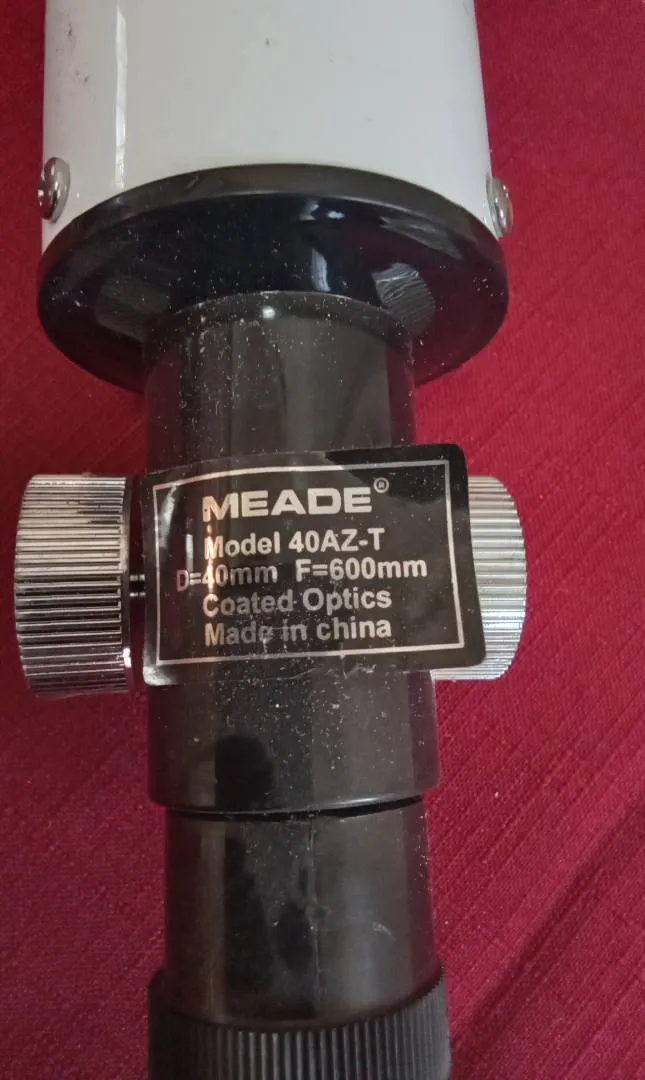 MEADE®
Model 40AZ-T
D=40mm F=600mm
Coated Optics
Made in china